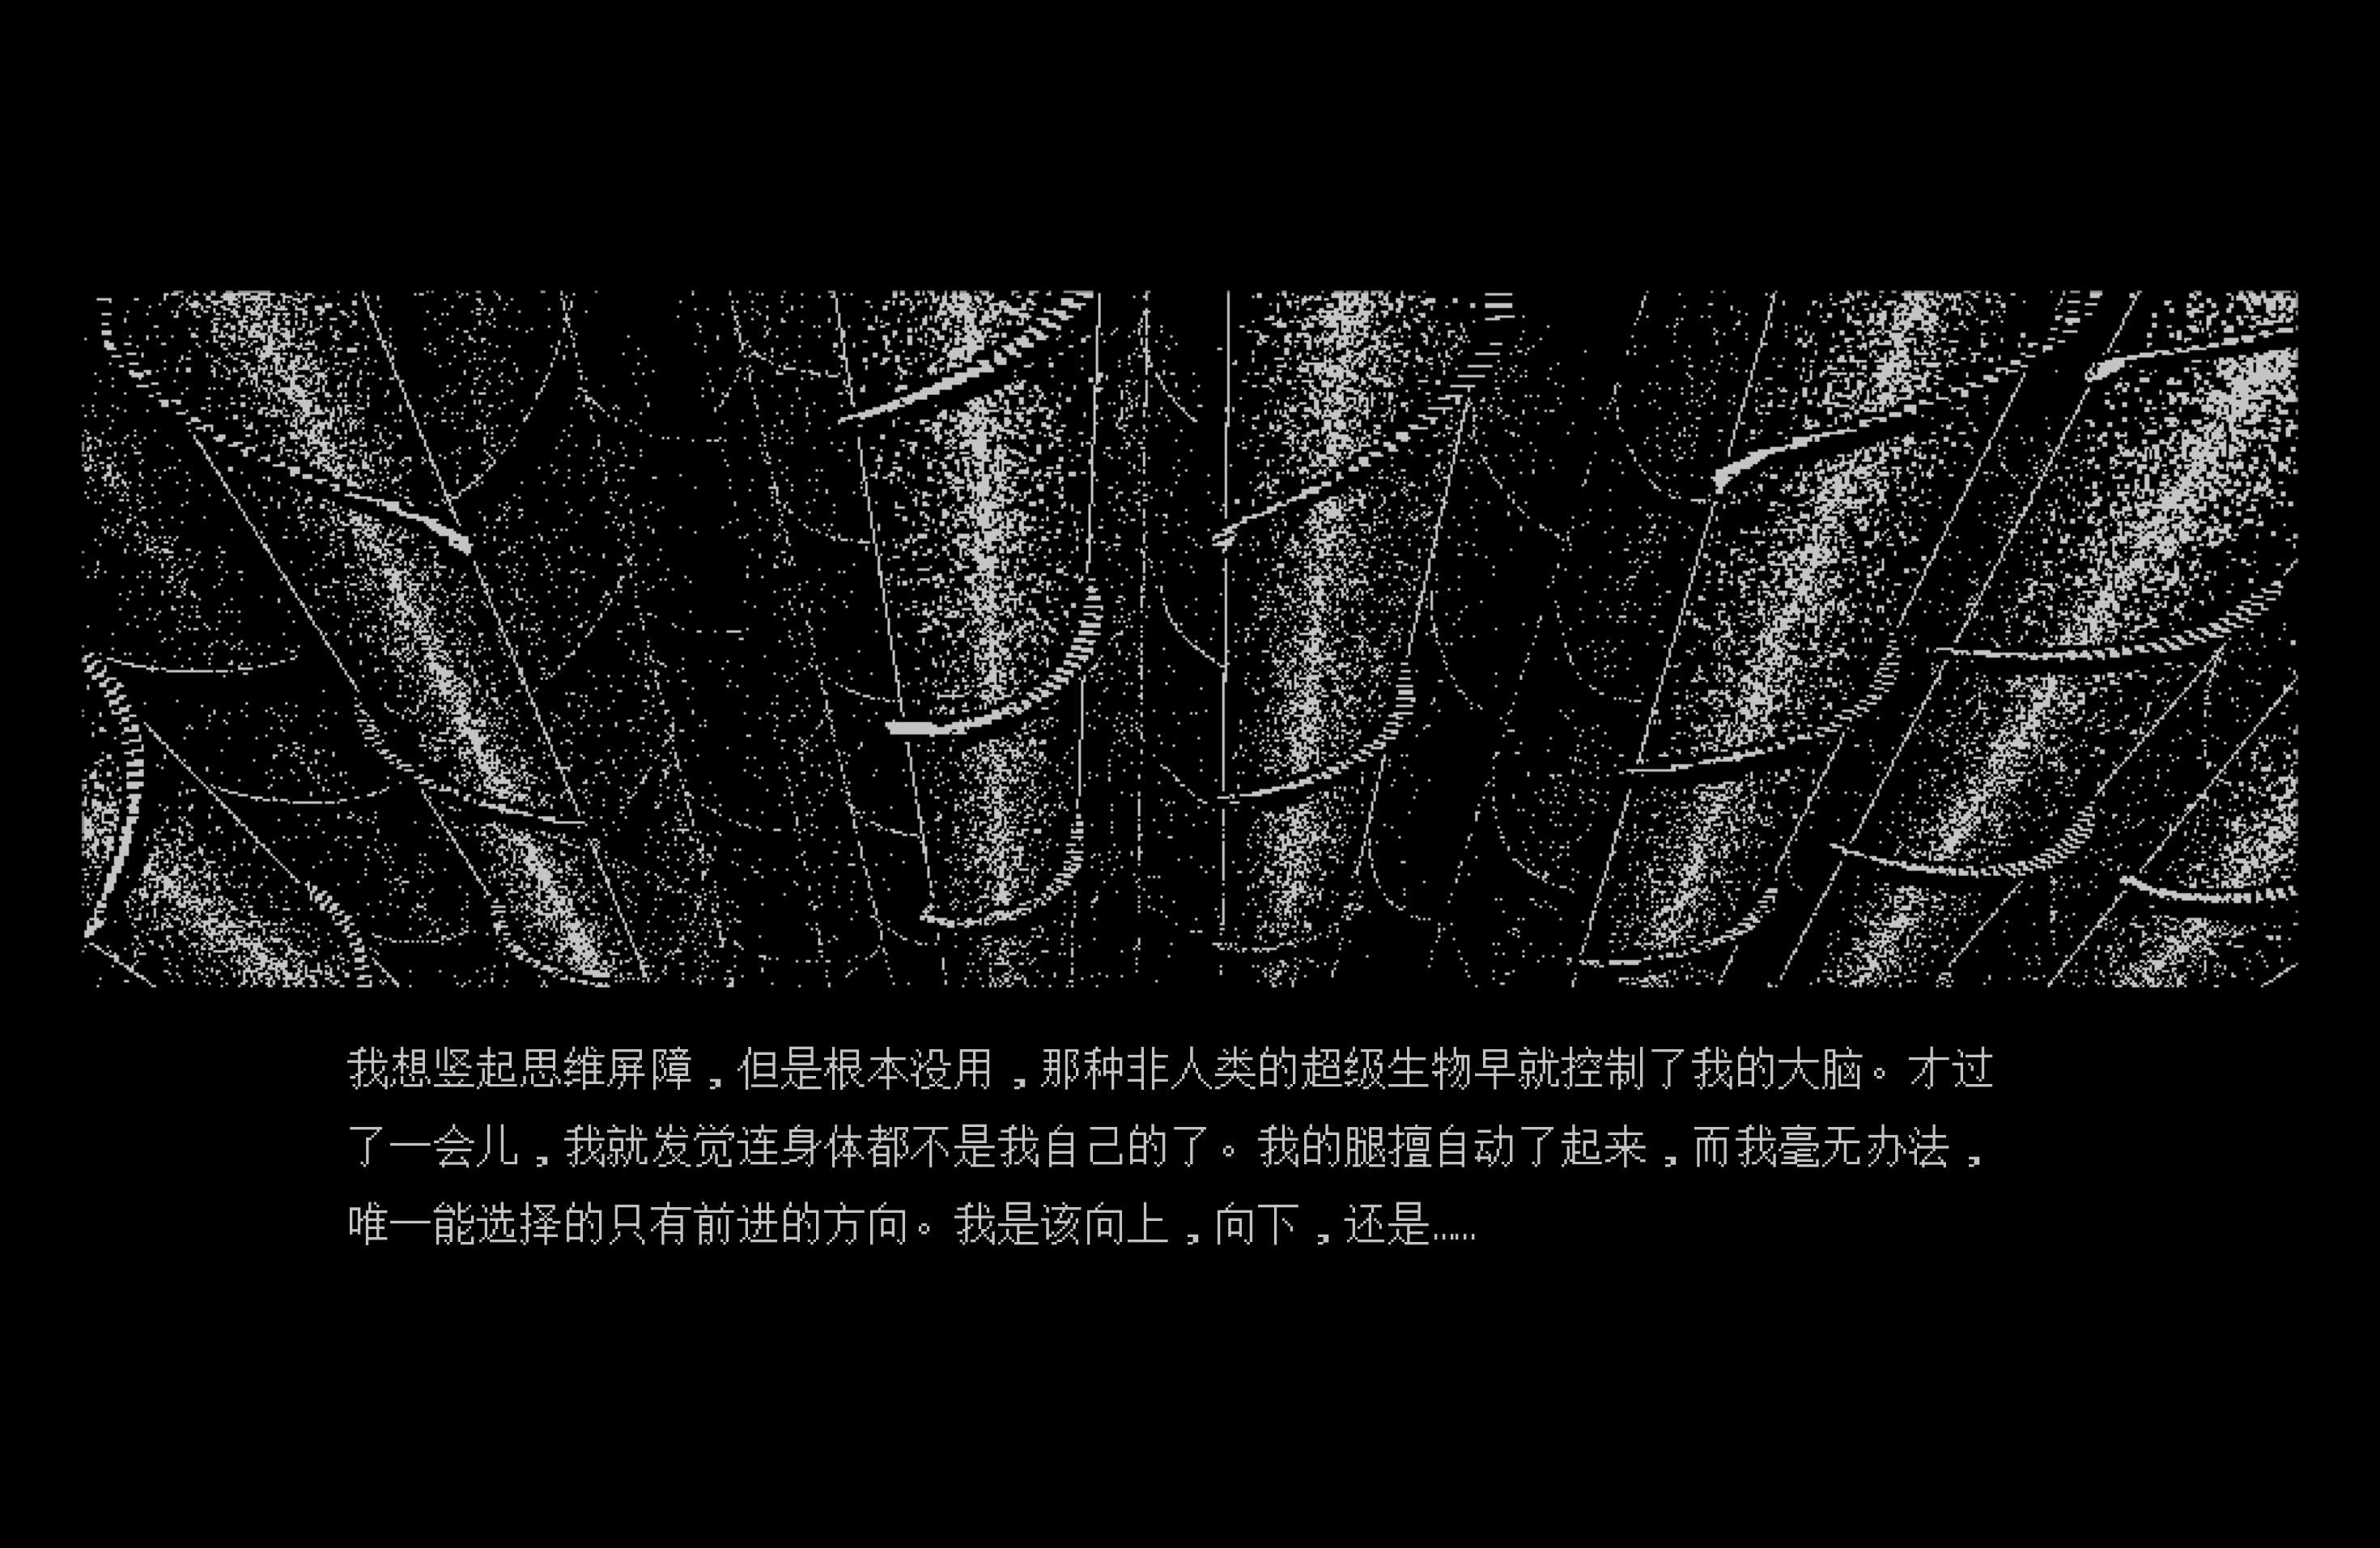 我想竖起思维屏障，但是根本没用，那种非人类的超级生物早就控制了我的大脑。才过
了一会儿，我就发觉连身体都不是我自己的了。我的腿擅自动了起来，而我毫无办法，
唯一能选择的只有前进的方向。我是该向上，向下，还是……